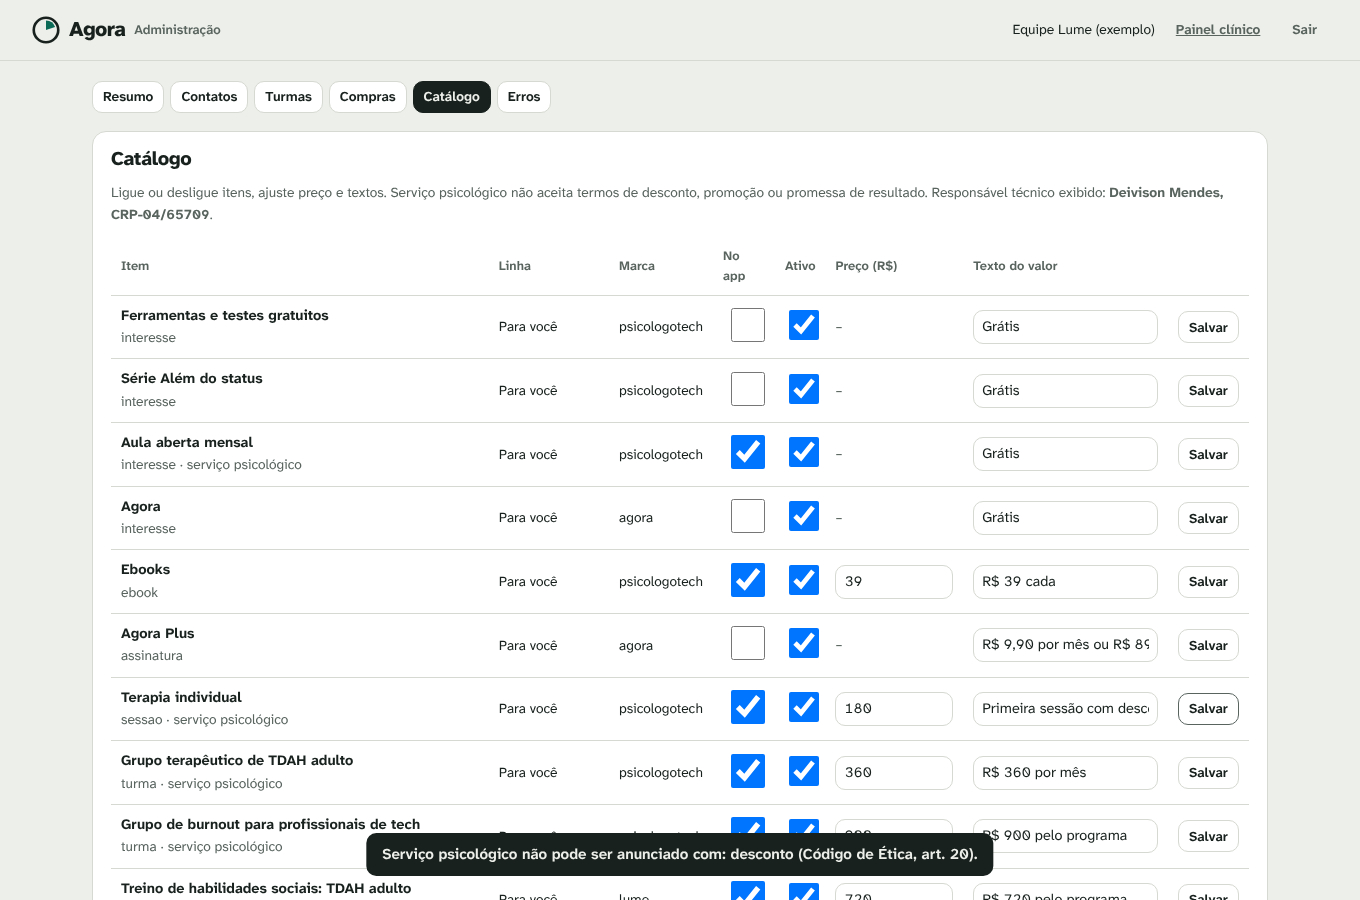 Agora Administração
Equipe Lume (exemplo) Painel clínico Sair
Resumo Contatos Turmas Compras Catálogo Erros
Catálogo
Ligue ou desligue itens, ajuste preço e textos. Serviço psicológico não aceita termos de desconto, promoção ou promessa de resultado. Responsável técnico exibido: Deivison Mendes,
CRP-04/65709.
Item Linha Marca No app Ativo Preço (R$) Texto do valor
Ferramentas e testes gratuitos
interesse
Para você psicologotech – Grátis Salvar
Série Além do status
interesse
Para você psicologotech – Grátis Salvar
Aula aberta mensal
interesse · serviço psicológico
Para você psicologotech – Grátis Salvar
Agora
interesse
Para você agora – Grátis Salvar
Ebooks
ebook
Para você psicologotech 39 R$ 39 cada Salvar
Agora Plus
assinatura
Para você agora – R$ 9,90 por mês ou R$ 89 Salvar
Terapia individual
sessao · serviço psicológico
Para você psicologotech 180 Primeira sessão com desc Salvar
Grupo terapêutico de TDAH adulto
turma · serviço psicológico
Para você psicologotech 360 R$ 360 por mês Salvar
Grupo de burnout para profissionais de tech
turma · serviço psicológico
R$ 900 pelo programa Salvar
Serviço psicológico não pode ser anunciado com: desconto (Código de Ética, art. 20).
Treino de habilidades sociais: TDAH adulto
Para você lume 720 R$ 720 pelo programa Salvar